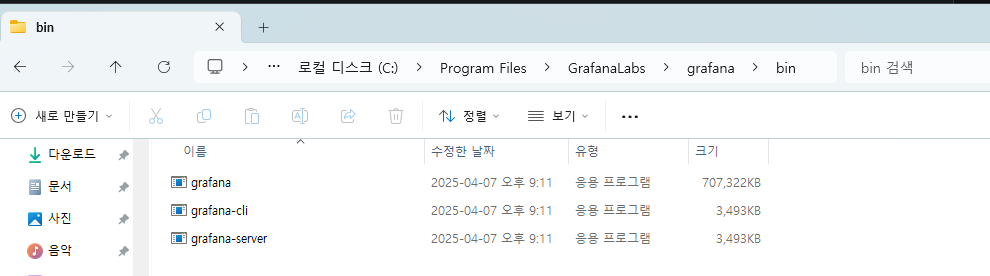 bin
로컬 디스크 (C:) Program Files GrafanaLabs grafana bin bin 검색
새로 만들기 정렬 보기
다운로드
문서
사진
음악
이름 수정한 날짜 유형 크기
grafana 2025-04-07 오후 9:11 응용 프로그램 707,322KB
grafana-cli 2025-04-07 오후 9:11 응용 프로그램 3,493KB
grafana-server 2025-04-07 오후 9:11 응용 프로그램 3,493KB